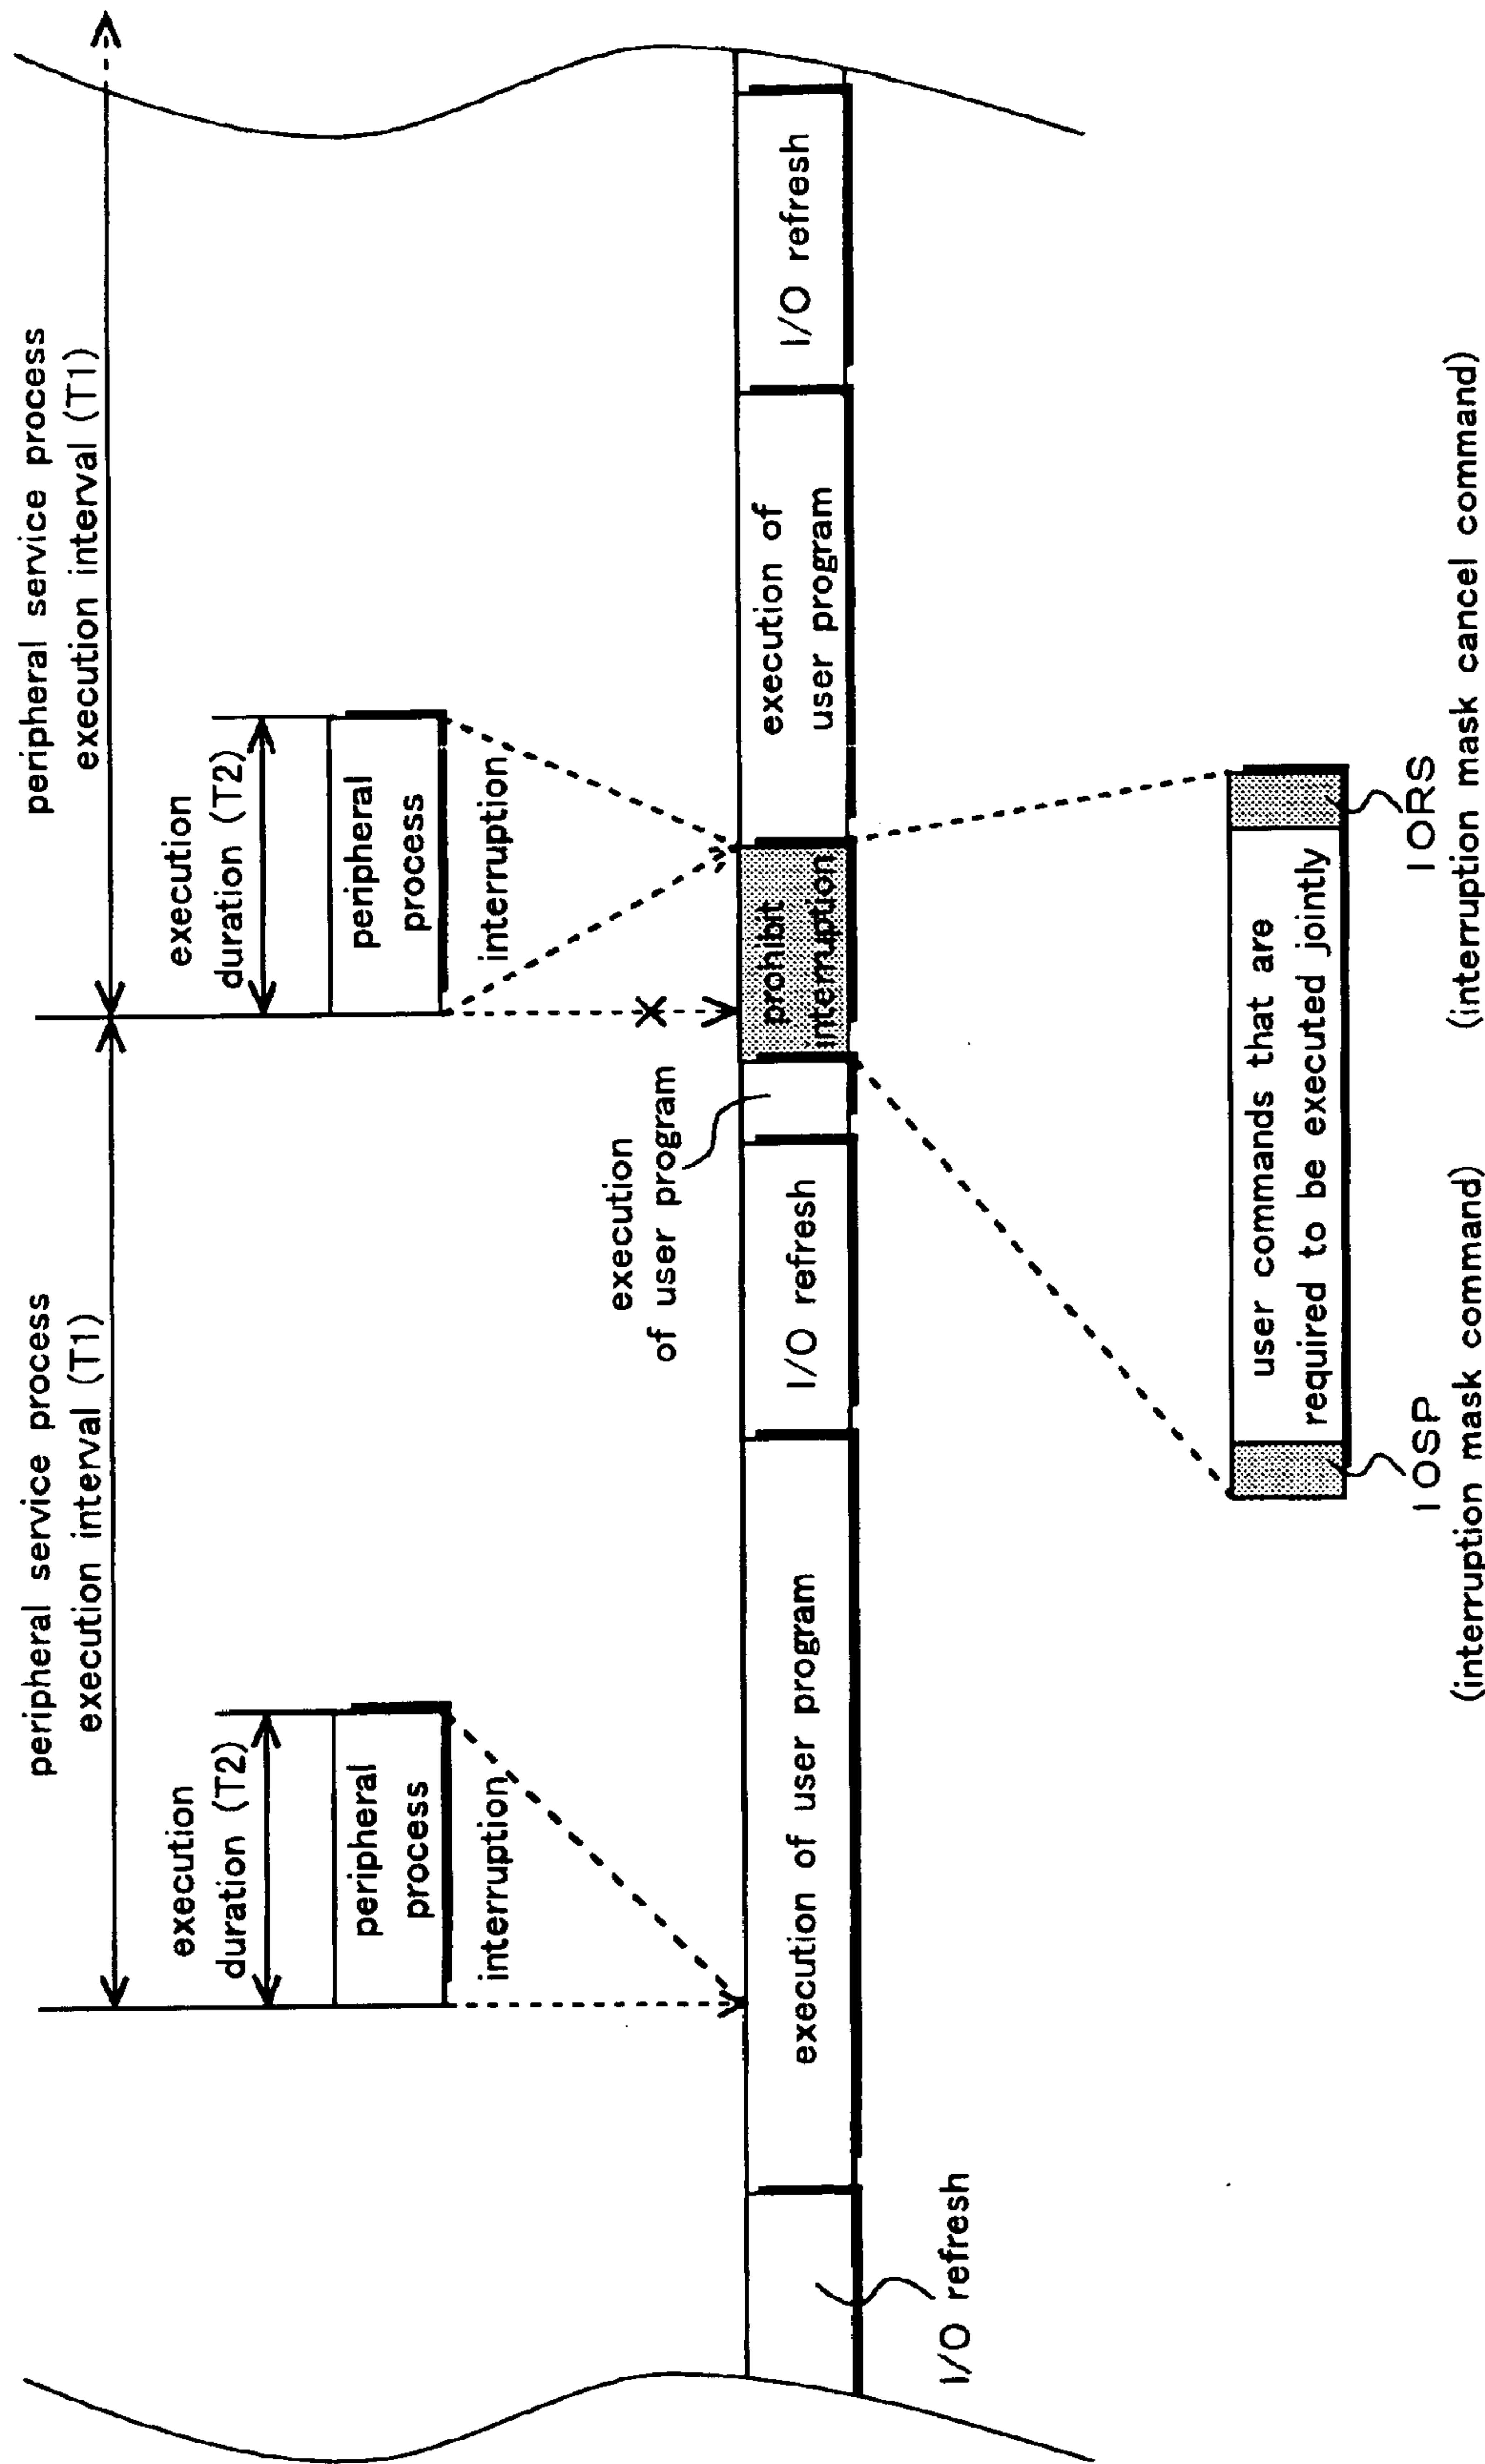 peripheral service process
execution interval (T1)
peripheral service process
execution interval (T1)
execution
duration (T2)
peripheral
process
interruption
execution
duration (T2)
peripheral
process
interruption
I/O refresh
execution of user program
I/O refresh
execution
of user program
prohibit
interruption
execution of
user program
I/O refresh
user commands that are
required to be executed jointly
IOSP
(interruption mask command)
IORS
(interruption mask cancel command)